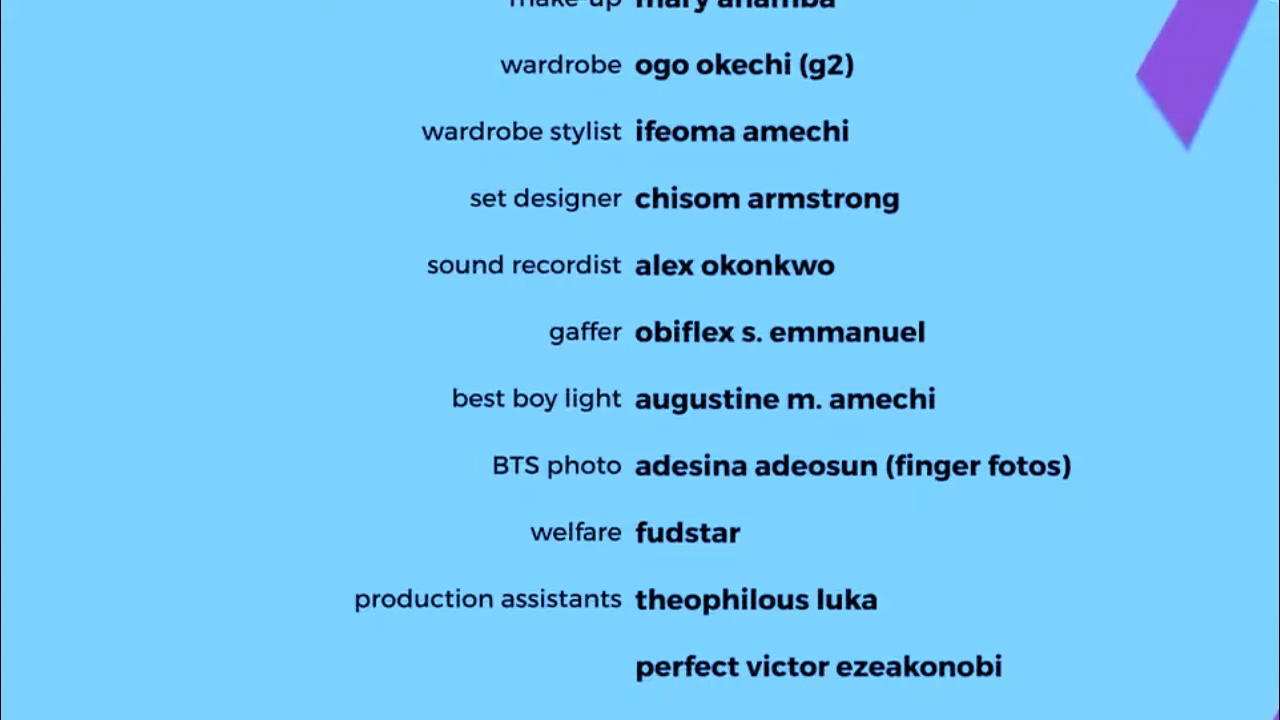 make-up mary anamba
wardrobe ogo okechi (g2)
wardrobe stylist ifeoma amechi
set designer chisom armstrong
sound recordist alex okonkwo
gaffer obiflex s. emmanuel
best boy light augustine m. amechi
BTS photo adesina adeosun (finger fotos)
welfare fudstar
production assistants theophilous luka
perfect victor ezeakonobi